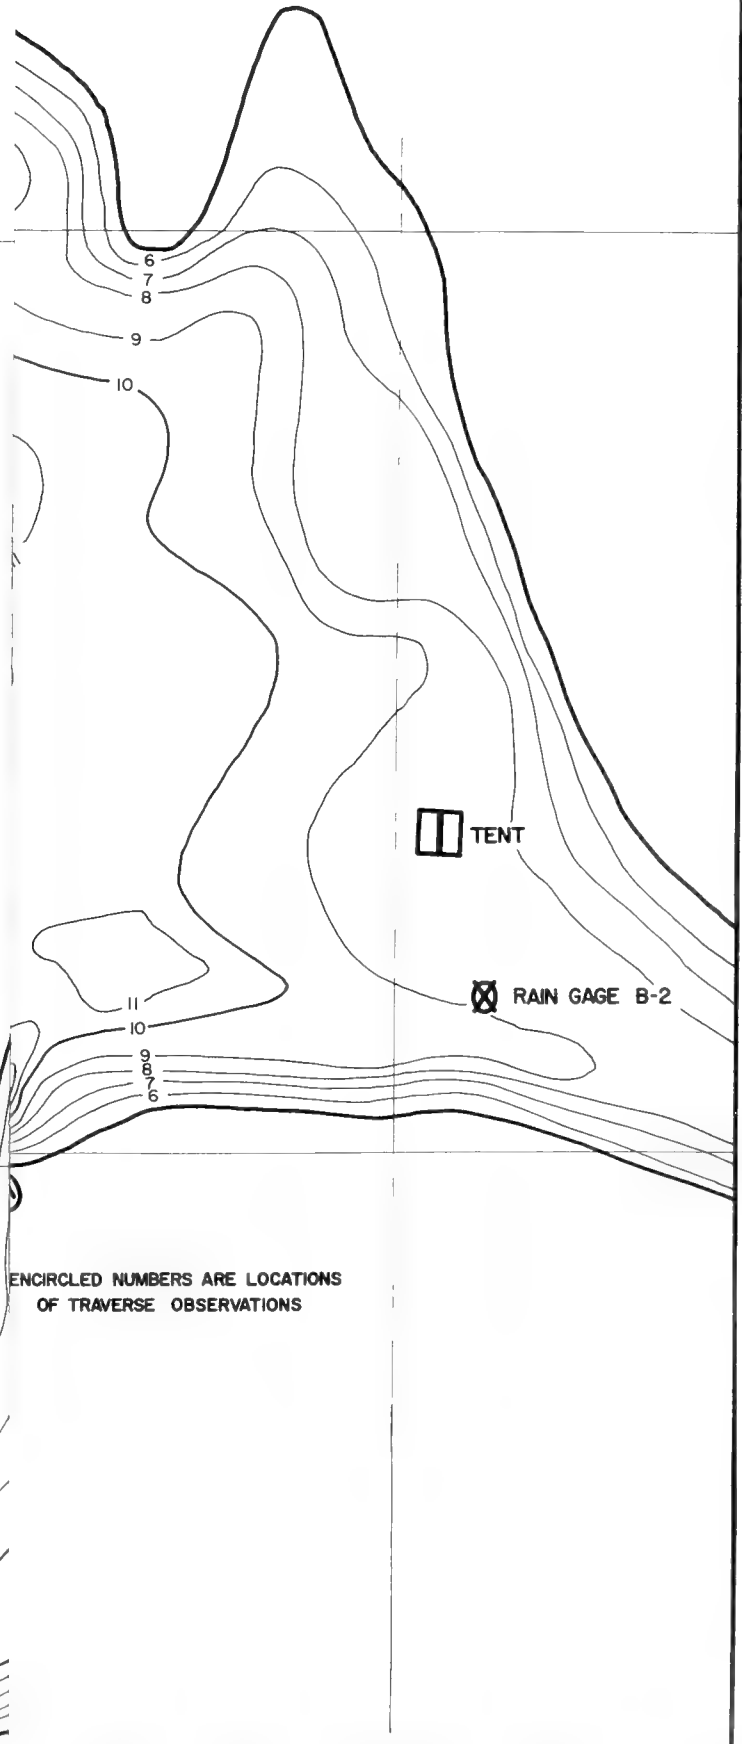 6
7
8
9
10
TENT
RAIN GAGE B-2
11
10
9
8
7
6
ENCIRCLED NUMBERS ARE LOCATIONS
OF TRAVERSE OBSERVATIONS